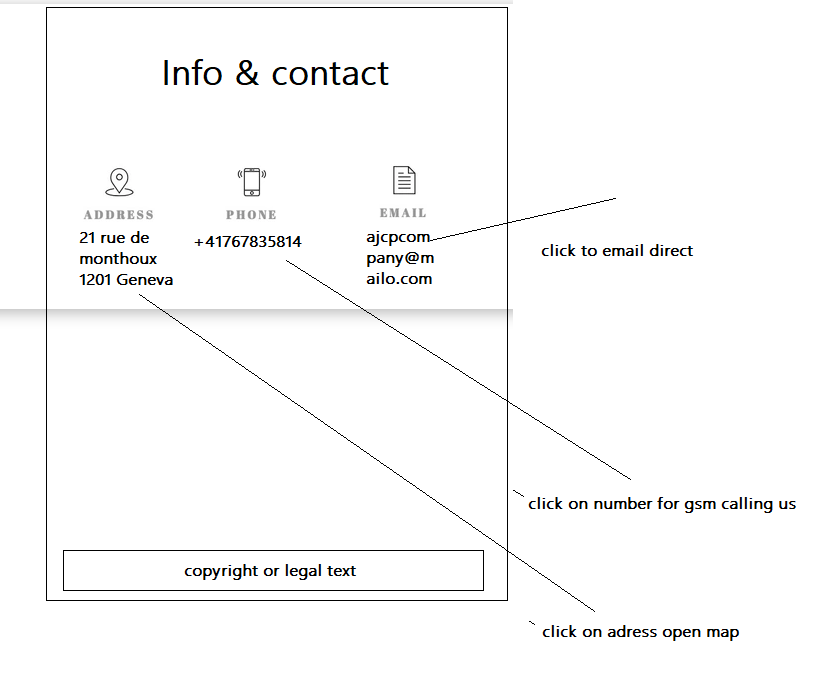 Info & contact
ADDRESS
21 rue de
monthoux
1201 Geneva
PHONE
+41767835814
EMAIL
ajcpcom
pany@m
ailo.com
click to email direct
click on number for gsm calling us
copyright or legal text
click on adress open map